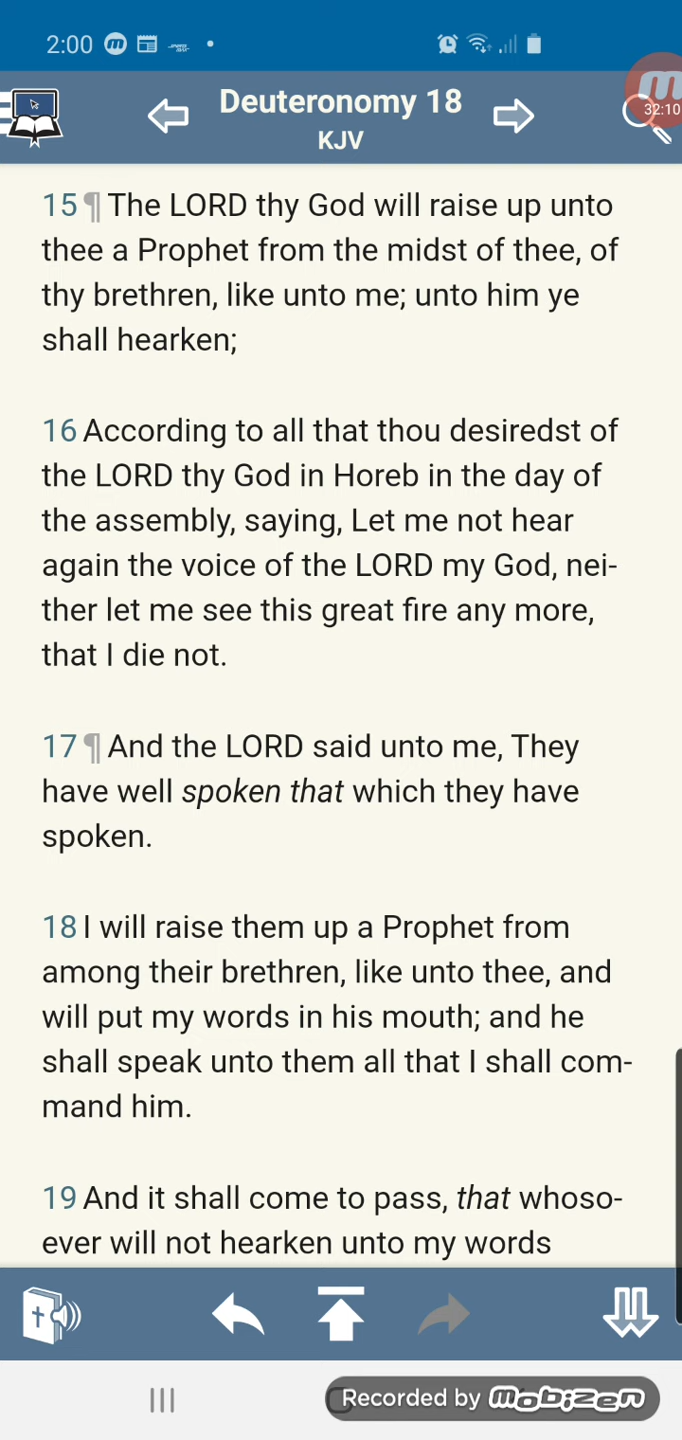 2:00
Deuteronomy 18
KJV
32:10
15 ¶ The LORD thy God will raise up unto
thee a Prophet from the midst of thee, of
thy brethren, like unto me; unto him ye
shall hearken;
16 According to all that thou desiredst of
the LORD thy God in Horeb in the day of
the assembly, saying, Let me not hear
again the voice of the LORD my God, nei-
ther let me see this great fire any more,
that I die not.
17 ¶ And the LORD said unto me, They
have well spoken that which they have
spoken.
18 I will raise them up a Prophet from
among their brethren, like unto thee, and
will put my words in his mouth; and he
shall speak unto them all that I shall com-
mand him.
19 And it shall come to pass, that whoso-
ever will not hearken unto my words
Recorded by mobizen